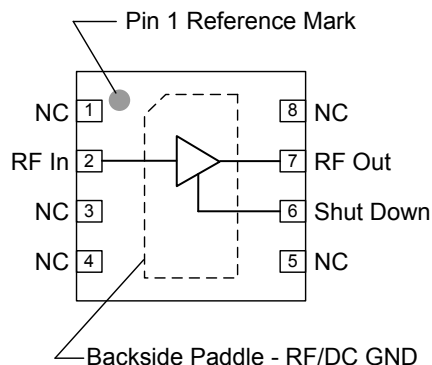 Pin 1 Reference Mark
NC 1
8 NC
RF In 2
7 RF Out
NC 3
6 Shut Down
NC 4
5 NC
Backside Paddle - RF/DC GND